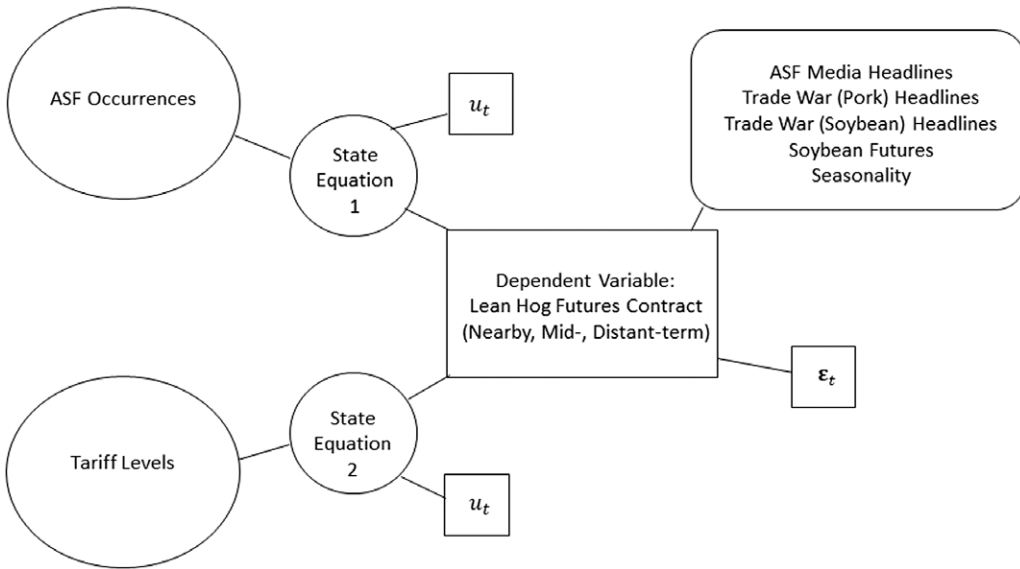 ASF Occurrences
State
Equation
1
u_t
ASF Media Headlines
Trade War (Pork) Headlines
Trade War (Soybean) Headlines
Soybean Futures
Seasonality
Dependent Variable:
Lean Hog Futures Contract
(Nearby, Mid-, Distant-term)
ε_t
Tariff Levels
State
Equation
2
u_t